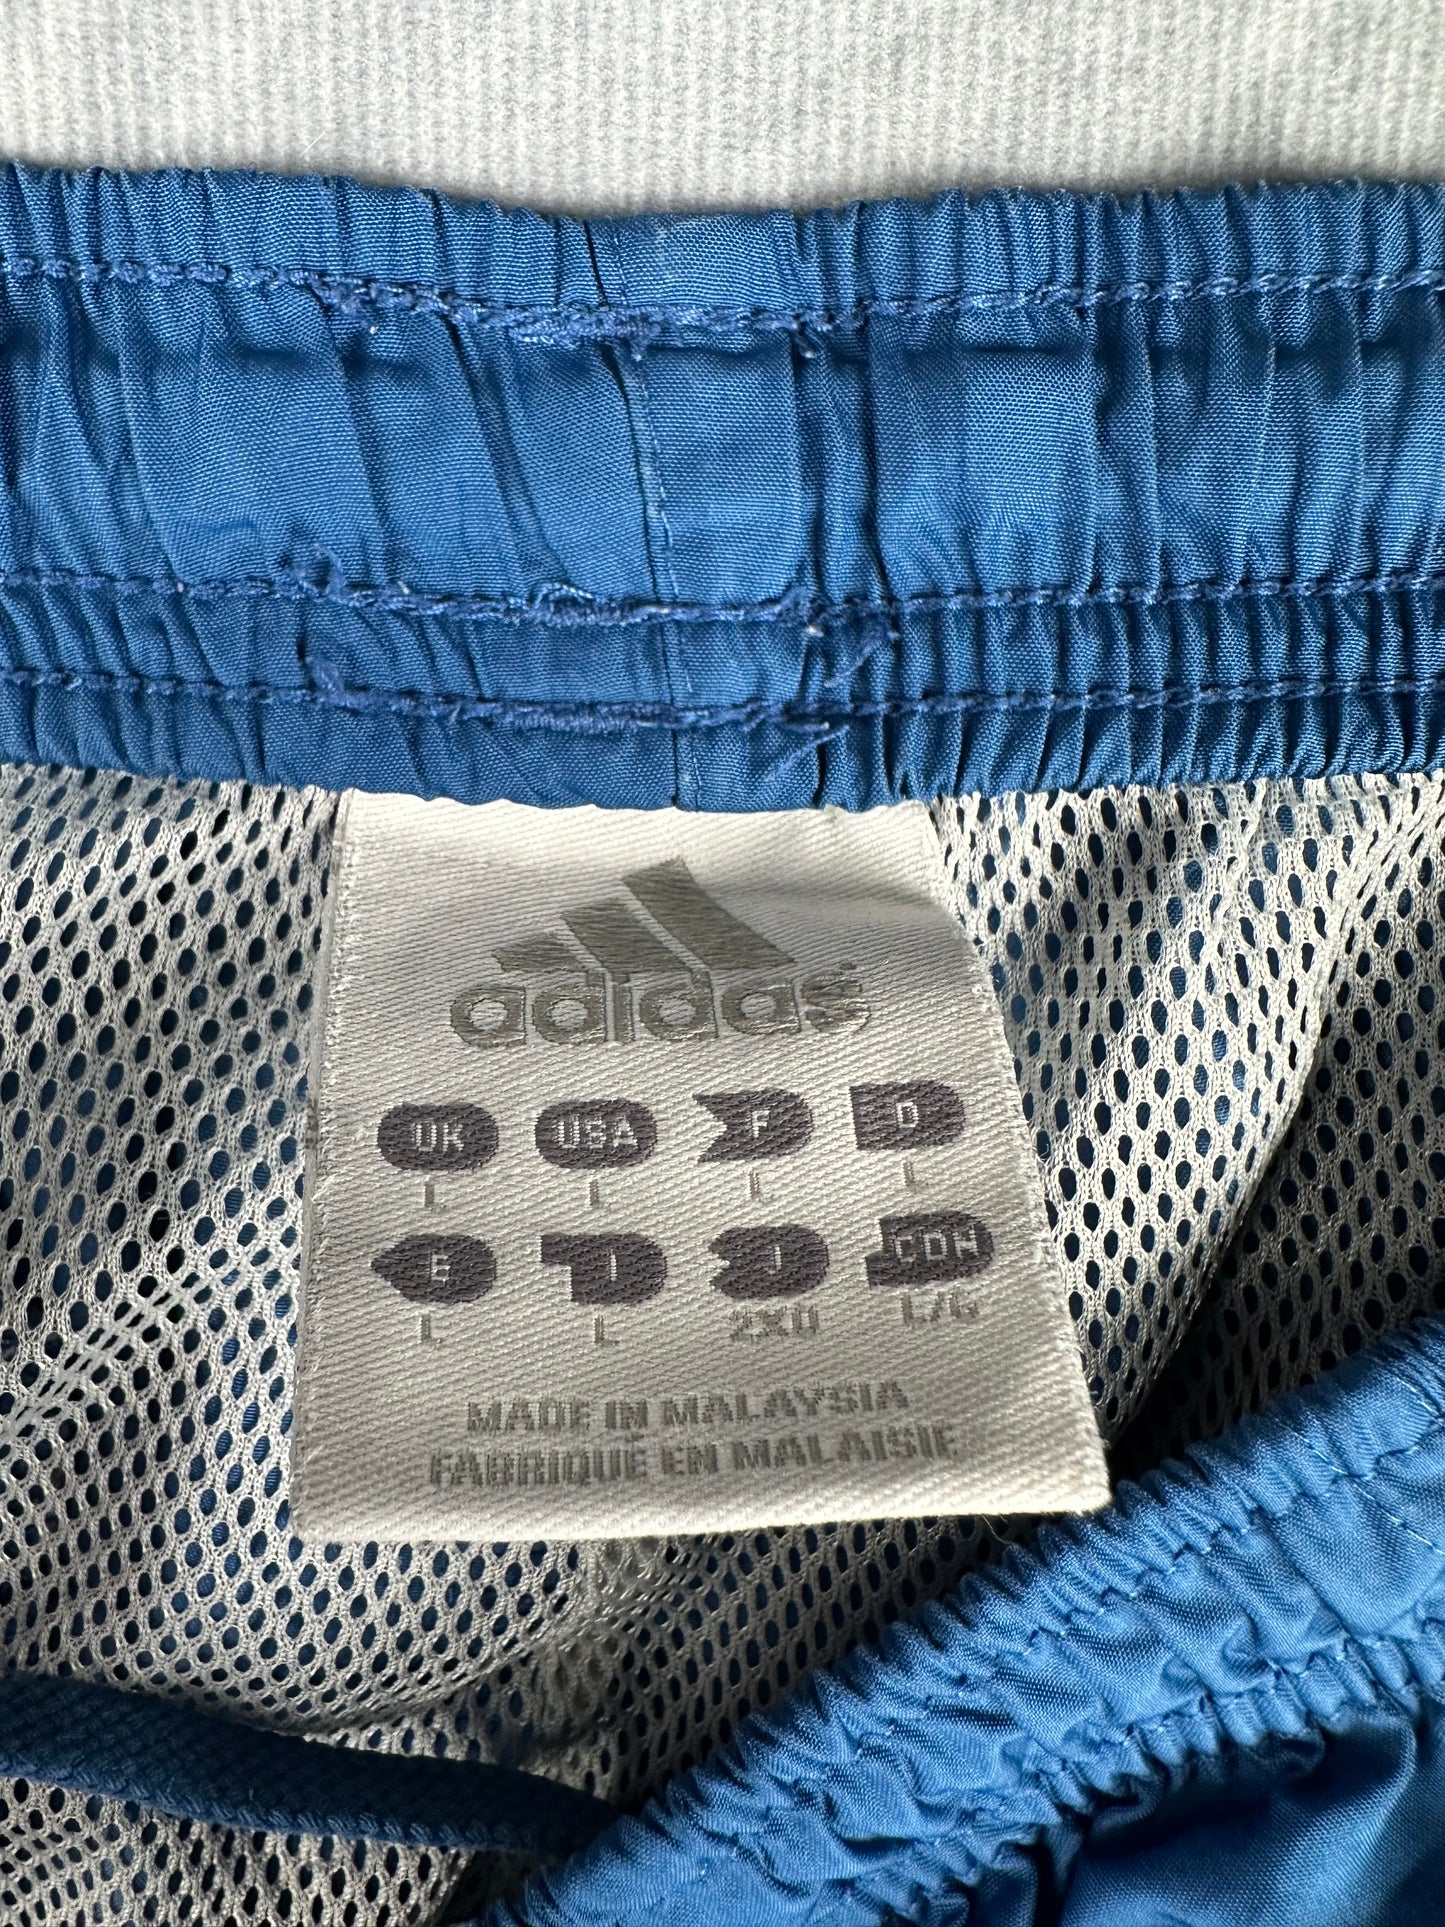 adidas
UK USA F D
L L L L
E I J CDN
L L 2XO L/G
MADE IN MALAYSIA
FABRIQUÉ EN MALAISIE